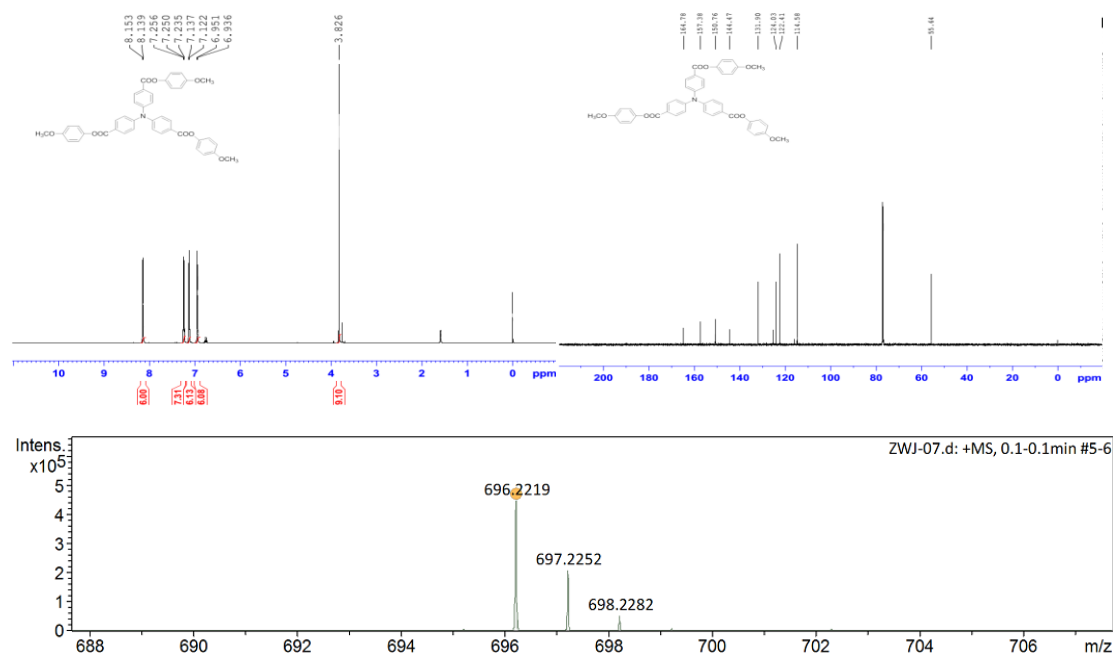 8.153
8.139
7.256
7.250
7.235
7.137
7.122
6.951
6.936
3.826
COO
OCH₃
N
H₃CO
OOC
COO
OCH₃
10 9 8 7 6 5 4 3 2 1 0 ppm
6.00
7.31
6.13
6.08
9.10
164.78
157.38
150.76
144.47
131.90
124.03
122.41
114.58
55.44
COO
OCH₃
N
H₃CO
OOC
COO
OCH₃
200 180 160 140 120 100 80 60 40 20 0 ppm
Intens.
x10⁵
ZWJ-07.d: +MS, 0.1-0.1min #5-6
5
4
3
2
1
0
696.2219
697.2252
698.2282
688 690 692 694 696 698 700 702 704 706 m/z